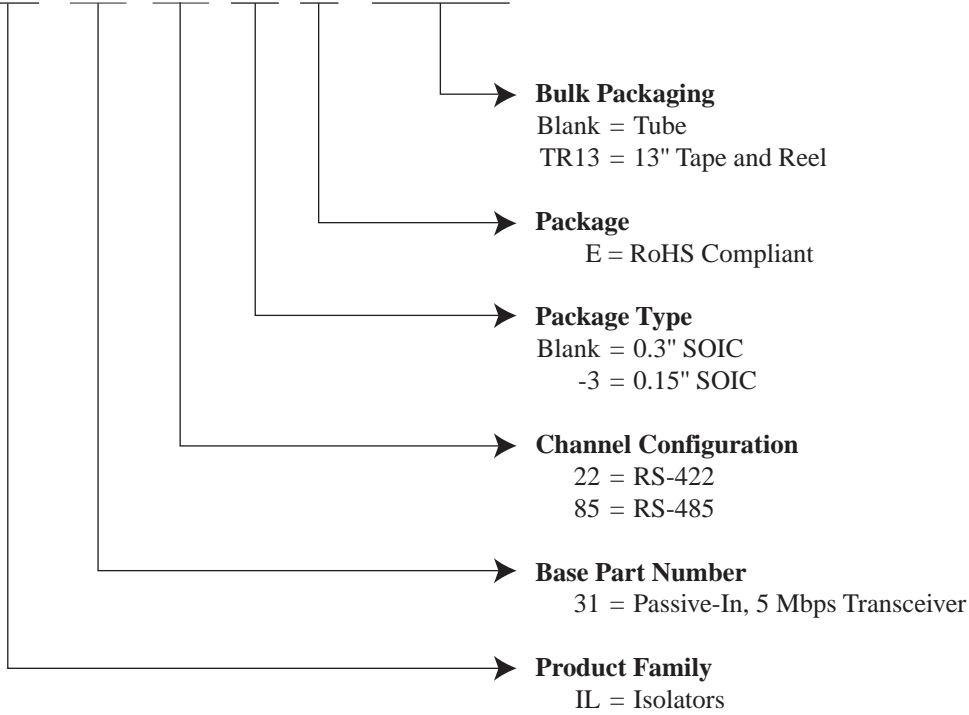 Bulk Packaging
Blank = Tube
TR13 = 13" Tape and Reel
Package
E = RoHS Compliant
Package Type
Blank = 0.3" SOIC
-3 = 0.15" SOIC
Channel Configuration
22 = RS-422
85 = RS-485
Base Part Number
31 = Passive-In, 5 Mbps Transceiver
Product Family
IL = Isolators